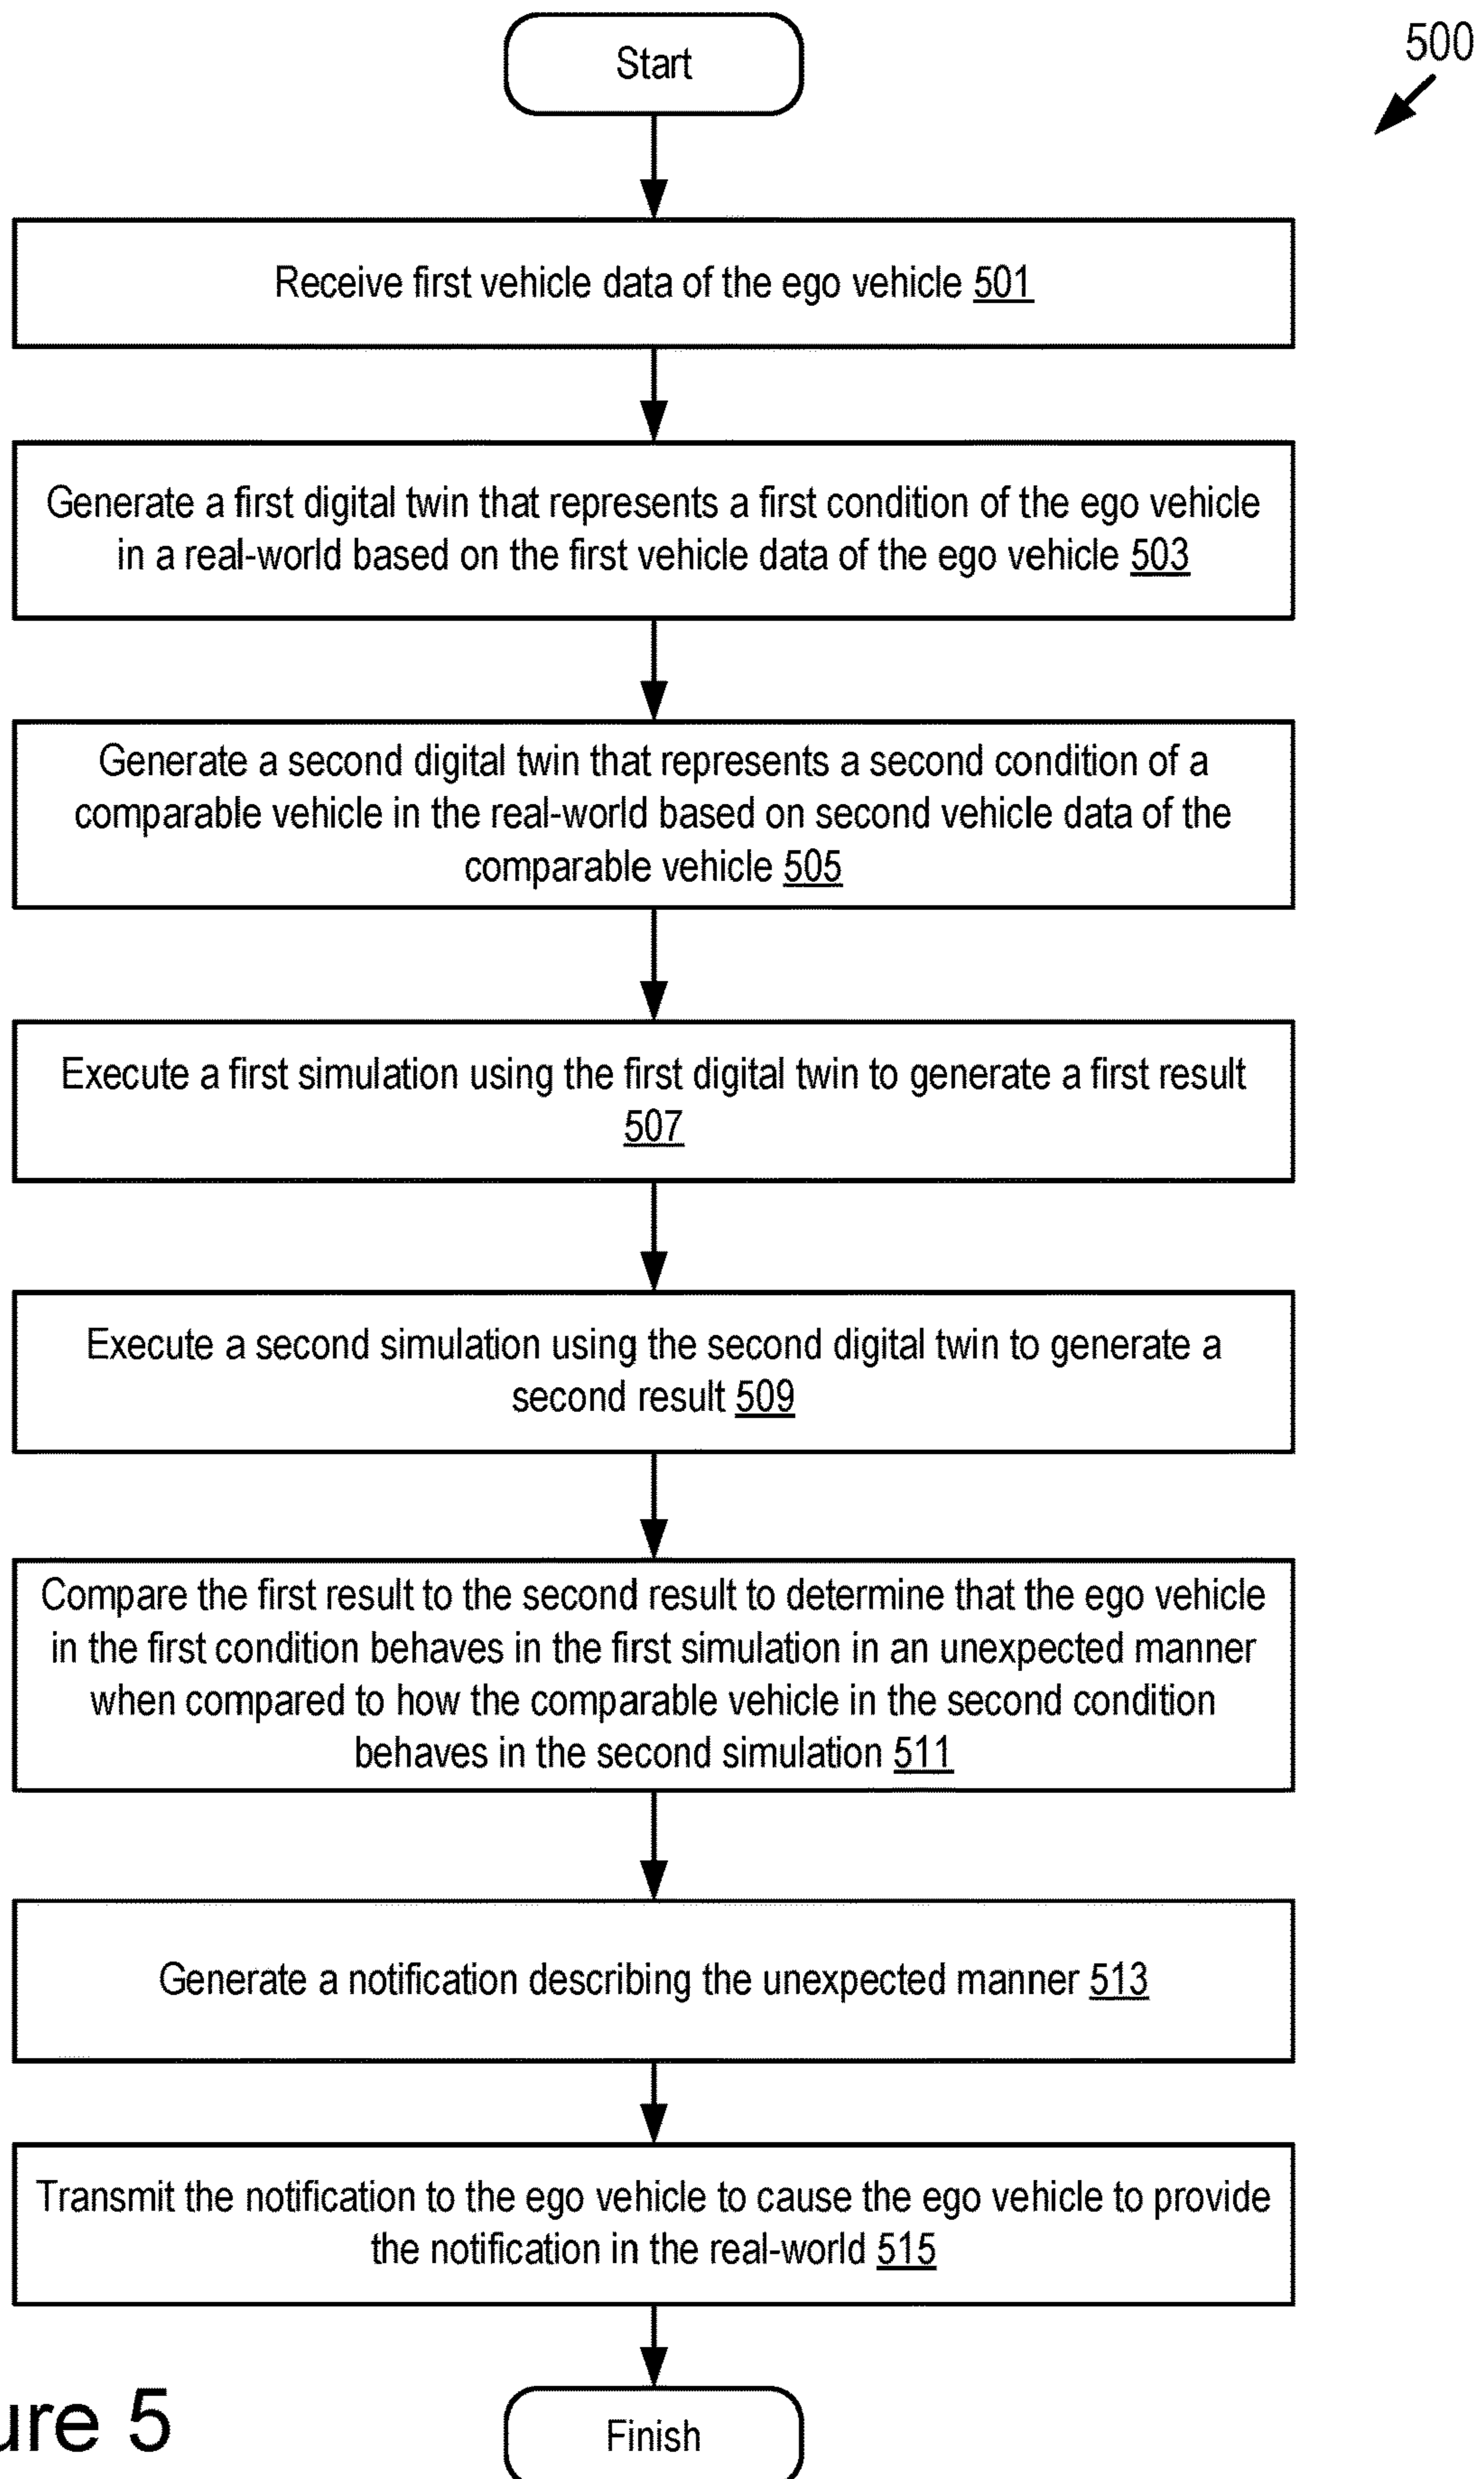 Start
500
Receive first vehicle data of the ego vehicle 501
Generate a first digital twin that represents a first condition of the ego vehicle
in a real-world based on the first vehicle data of the ego vehicle 503
Generate a second digital twin that represents a second condition of a
comparable vehicle in the real-world based on second vehicle data of the
comparable vehicle 505
Execute a first simulation using the first digital twin to generate a first result
507
Execute a second simulation using the second digital twin to generate a
second result 509
Compare the first result to the second result to determine that the ego vehicle
in the first condition behaves in the first simulation in an unexpected manner
when compared to how the comparable vehicle in the second condition
behaves in the second simulation 511
Generate a notification describing the unexpected manner 513
Transmit the notification to the ego vehicle to cause the ego vehicle to provide
the notification in the real-world 515
ure 5
Finish